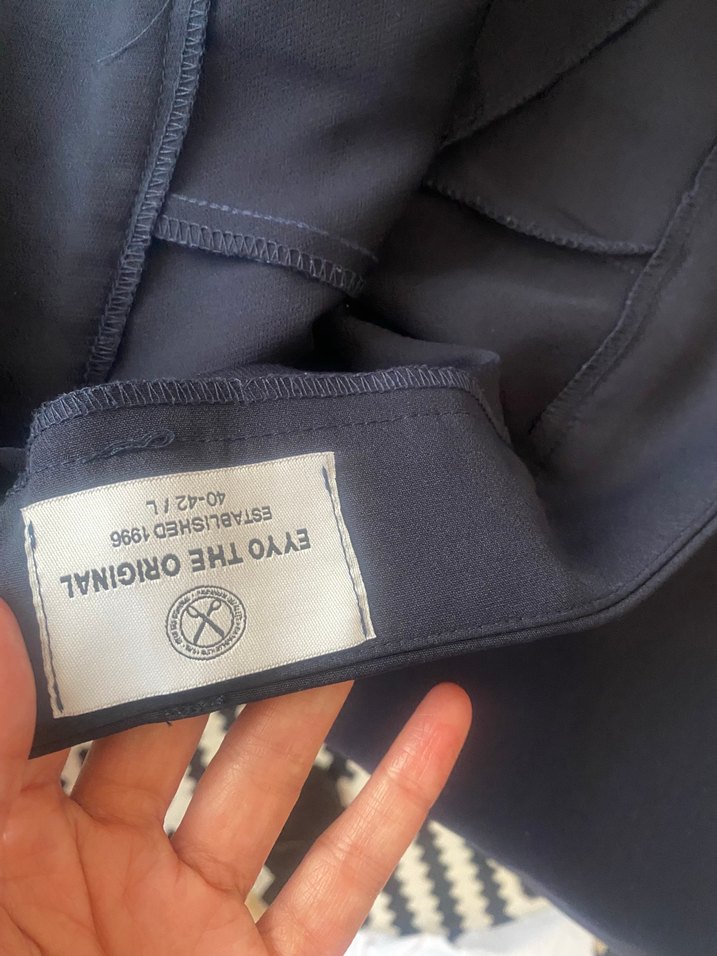 EYYO THE ORIGINAL
ESTABLISHED 1996
40-42 / L